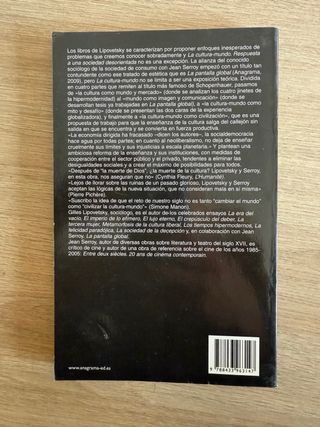 Los libros de Lipovetsky se caracterizan por proponer enfoques inesperados de
problemas que creemos conocer sobradamente y La cultura-mundo. Respuesta
a una sociedad desorientada no es una excepción. La alianza del conocido
sociólogo de la sociedad de consumo con Jean Serroy empezó con un título tan
contundente como ese tratado de estética que es La pantalla global (Anagrama,
2009), pero La cultura-mundo no se limita a ser una exposición teórica. Dividida
en cuatro partes que remiten al título más famoso de Schopenhauer, pasamos
de «la cultura como mundo y mercado» (donde se analizan los cuatro jinetes de
la hipermodernidad) al «mundo como imagen y comunicación» (donde se
desarrollan tesis ya trabajadas en La pantalla global), a «la cultura-mundo como
mito y desafío» (donde se presentan las dos caras de la experiencia
globalizadora), y finalmente a «la cultura-mundo como civilización», que es una
propuesta de trabajo para que la enseñanza de la cultura salga del callejón sin
salida en que se encuentra y se convierta en fuerza productiva.
«La economía dirigida ha fracasado «bien los autores», la socialdemocracia
hace agua por todas partes; en cuanto al neoliberalismo, no deja de enseñar
cruelmente sus límites y sus injusticias a escala planetaria.» Y plantean una
ambiciosa reforma de la enseñanza y sus instituciones, con mecanismos de
cooperación entre el sector público y el privado, tendentes a eliminar las
desigualdades sociales y a crear el máximo de posibilidades para todos.
«Después de "la muerte de Dios", ¿la muerte de la cultura? Lipovetsky y Serroy,
en esta obra, nos aseguran que no» (Cynthia Fleury, L'Humanité).
«Lejos de llorar sobre las ruinas de un pasado glorioso, Lipovetsky y Serroy
aceptan las lógicas de la nueva situación, que no consideran mala en sí misma»
(Pierry Pichère).
«Suscribo la idea de que el reto de nuestro siglo no es tanto "cambiar el mundo"
como "civilizar la cultura-mundo"» (Simone Manon).
Gilles Lipovetsky, sociólogo, es el autor de los celebrados ensayos La era del
vacío, El imperio de lo efímero, El lujo eterno, El crepúsculo del deber, La
tercera mujer, Metamorfosis de la cultura liberal, Los tiempos hipermodernos, La
felicidad paradójica, La sociedad de la decepción y, en colaboración con Jean
Serroy, La pantalla global.
Jean Serroy, autor de diversas obras sobre literatura y teatro del siglo XVII, es
crítico de cine y autor de una obra de referencia sobre el cine de los años 1985-
2005: Entre deux siècles. 20 ans de cinéma contemporain.
www.anagrama-ed.es
9 788433 963147